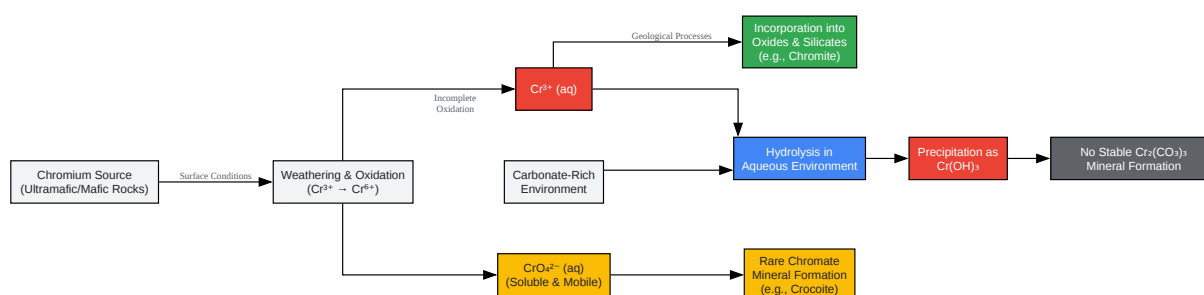 Incorporation into
Oxides & Silicates
(e.g., Chromite)
Geological Processes
Cr³⁺ (aq)
Incomplete
Oxidation
Hydrolysis in
Aqueous Environment
Precipitation as
Cr(OH)₃
No Stable Cr₂(CO₃)₃
Mineral Formation
Chromium Source
(Ultramafic/Mafic Rocks)
Surface Conditions
Weathering & Oxidation
(Cr³⁺ → Cr⁶⁺)
Carbonate-Rich
Environment
CrO₄²⁻ (aq)
(Soluble & Mobile)
Rare Chromate
Mineral Formation
(e.g., Crocoite)